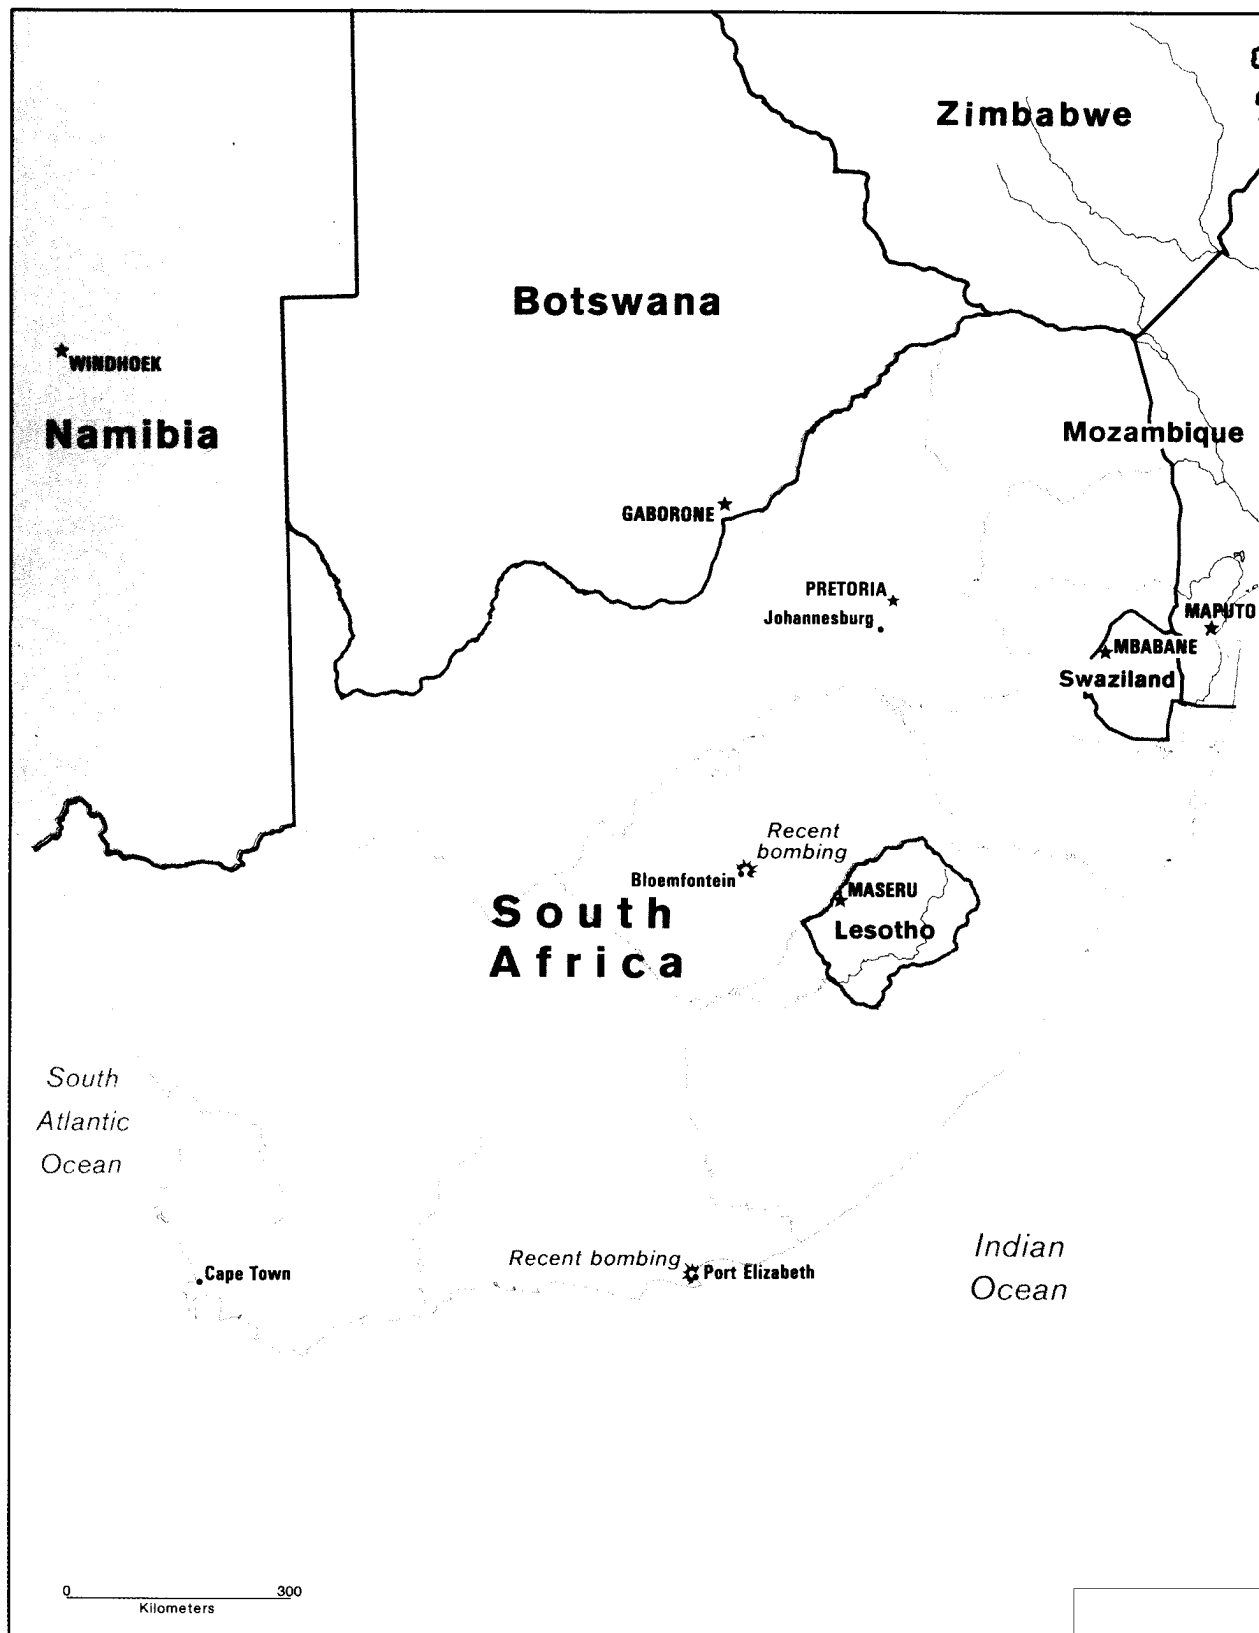 Zimbabwe
Botswana
WINDHOEK
Namibia
Mozambique
GABORONE
PRETORIA
Johannesburg
MAPUTO
MBABANE
Swaziland
Recent
bombing
Bloemfontein
MASERU
Lesotho
South
Africa
South
Atlantic
Ocean
Indian
Ocean
Recent bombing
Port Elizabeth
Cape Town
0 300
Kilometers